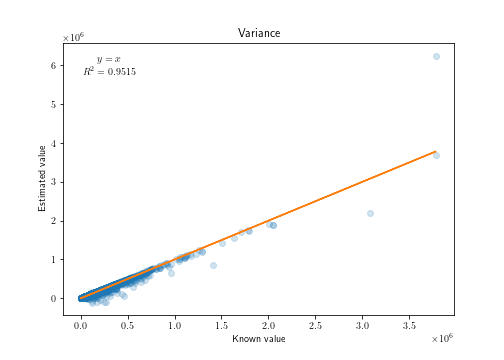 Variance
×10⁶
y = x
R² = 0.9515
6
5
4
3
2
1
0
Estimated value
0.0 0.5 1.0 1.5 2.0 2.5 3.0 3.5
Known value
×10⁶